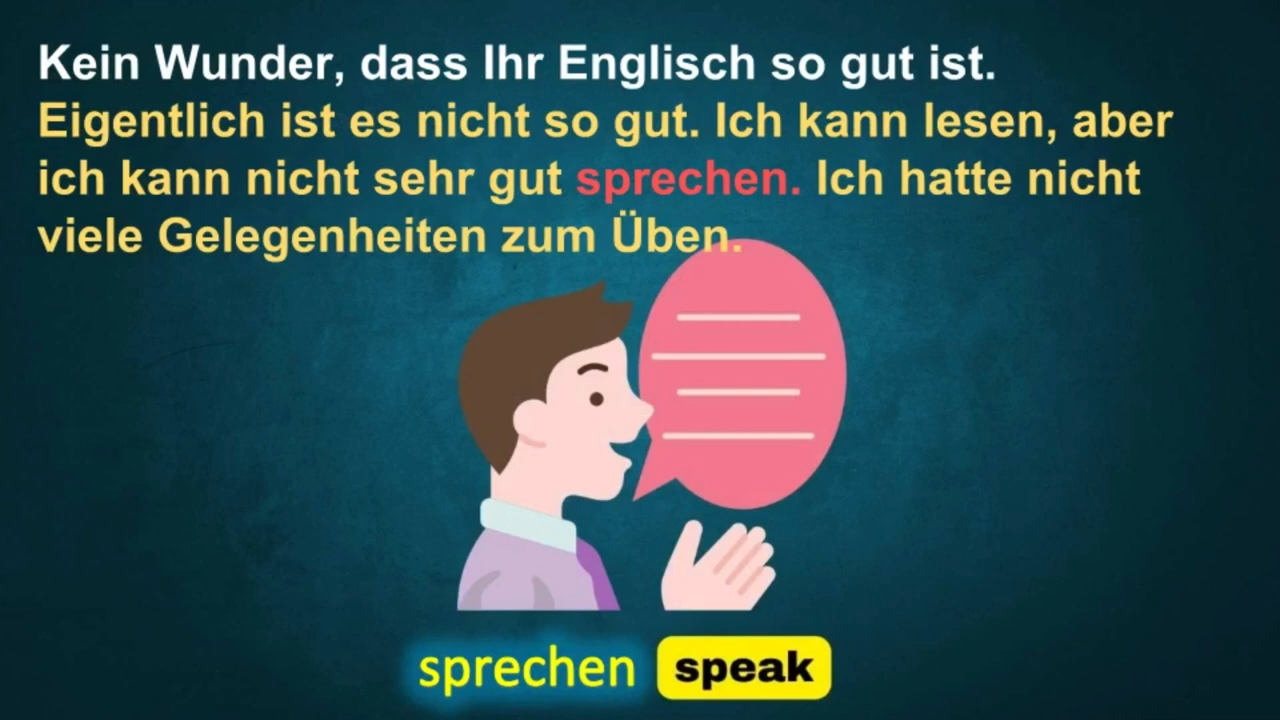 Kein Wunder, dass Ihr Englisch so gut ist.
Eigentlich ist es nicht so gut. Ich kann lesen, aber
ich kann nicht sehr gut sprechen. Ich hatte nicht
viele Gelegenheiten zum Üben.
sprechen speak